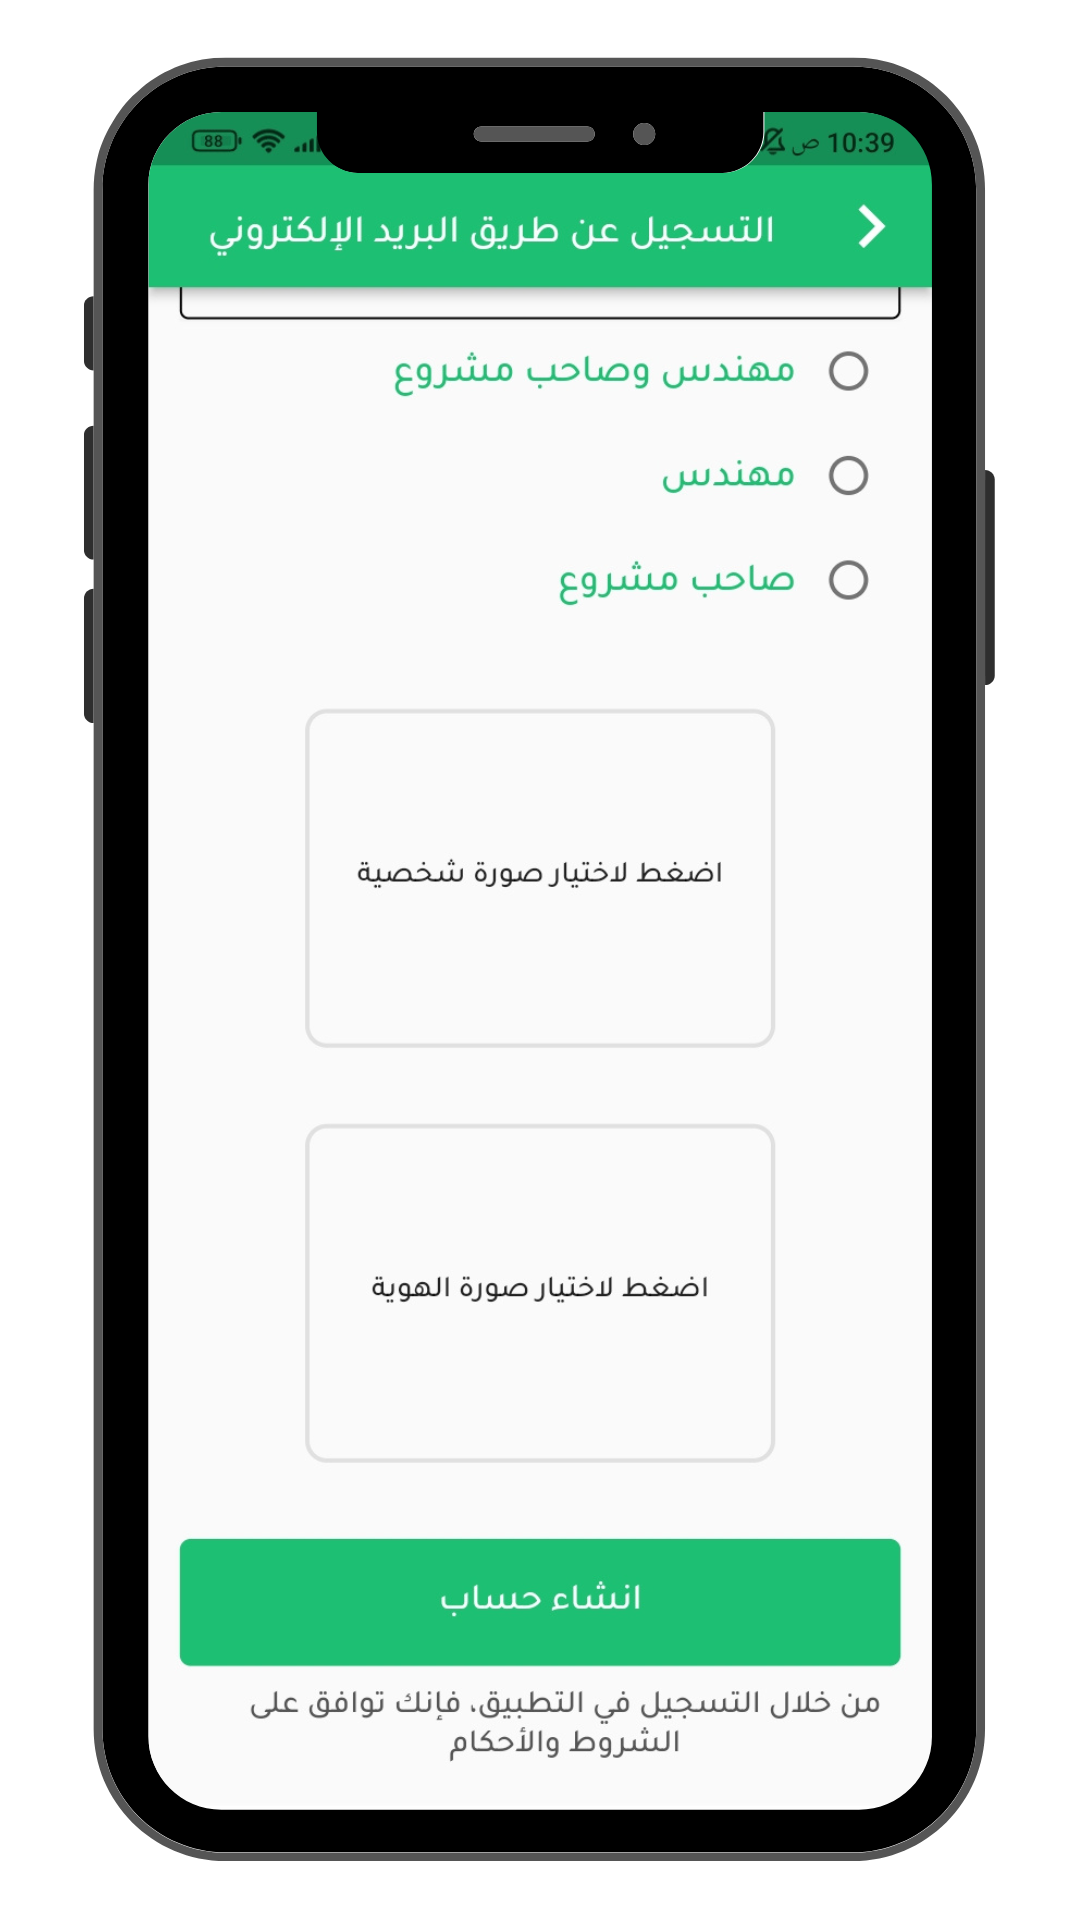 10:39 ص
88
التسجيل عن طريق البريد الإلكتروني
مهندس وصاحب مشروع
مهندس
صاحب مشروع
اضغط لاختيار صورة شخصية
اضغط لاختيار صورة الهوية
انشاء حساب
من خلال التسجيل في التطبيق، فإنك توافق على
الشروط والأحكام